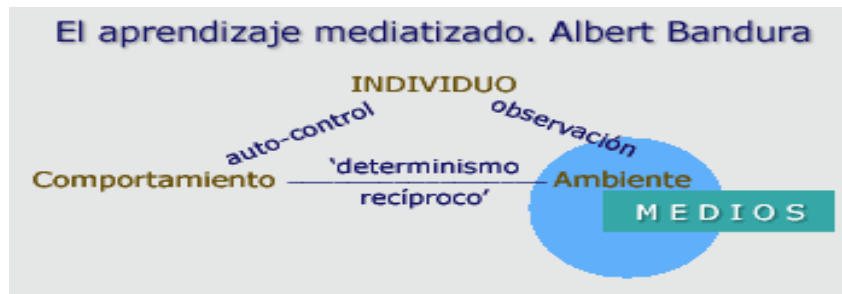 El aprendizaje mediatizado. Albert Bandura
INDIVIDUO
auto-control
observación
'determinismo
Comportamiento
Ambiente
recíproco'
MEDIOS